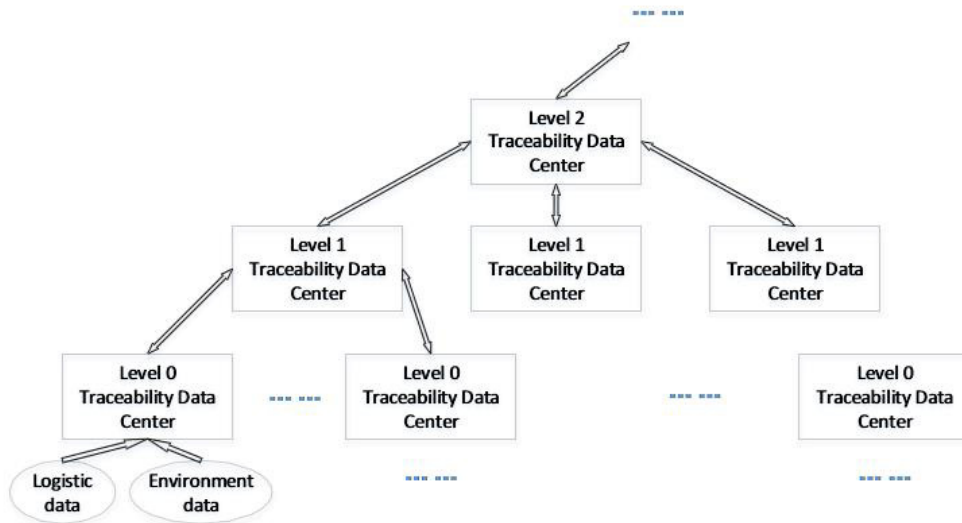 Level 2
Traceability Data
Center
Level 1
Traceability Data
Center
Level 1
Traceability Data
Center
Level 1
Traceability Data
Center
Level 0
Traceability Data
Center
Level 0
Traceability Data
Center
Level 0
Traceability Data
Center
Logistic
data
Environment
data